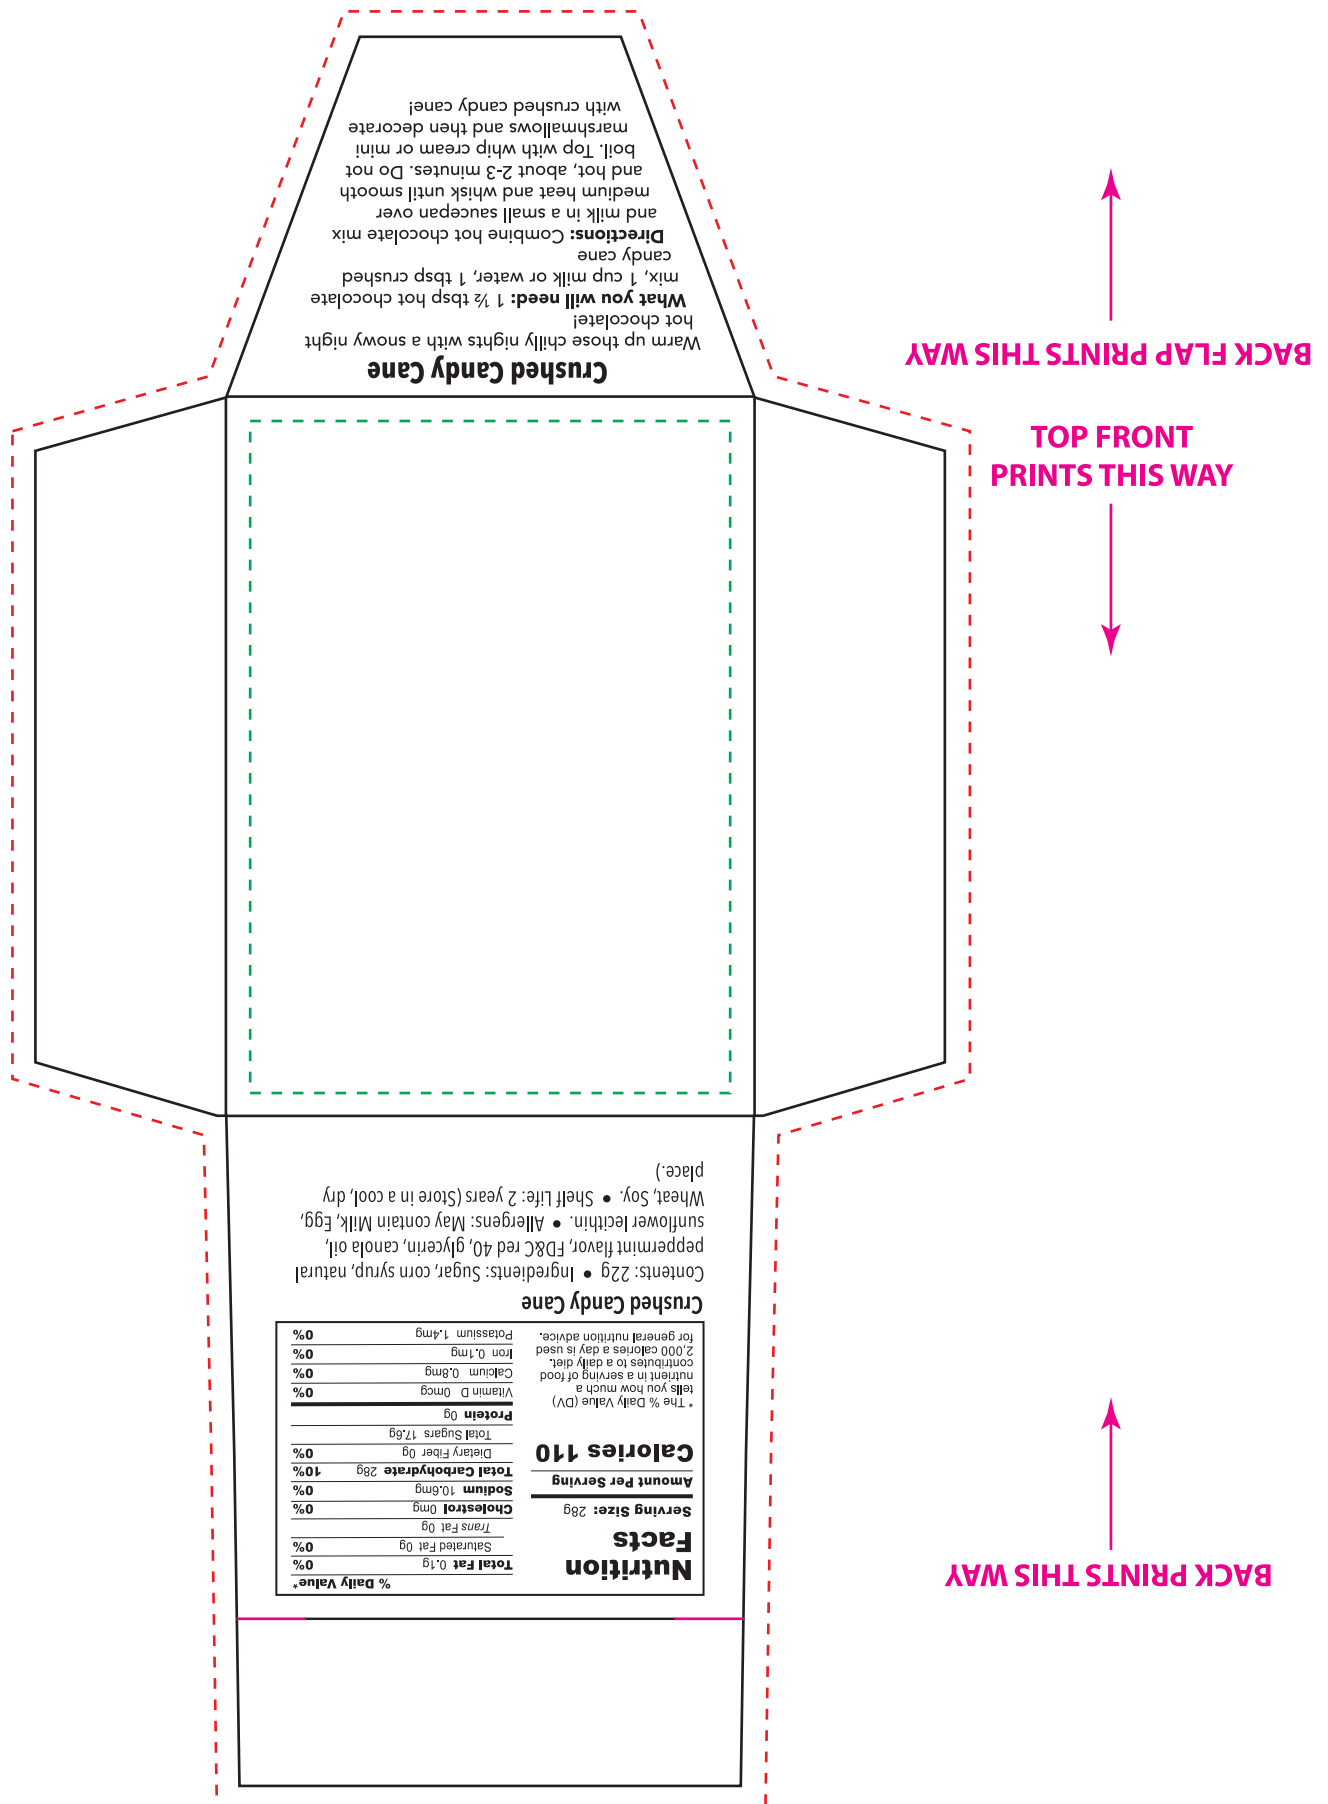 Crushed Candy Cane
Warm up those chilly nights with a snowy night
hot chocolate!
What you will need: 1 ½ tbsp hot chocolate
mix, 1 cup milk or water, 1 tbsp crushed
candy cane
Directions: Combine hot chocolate mix
and milk in a small saucepan over
medium heat and whisk until smooth
and hot, about 2-3 minutes. Do not
boil. Top with whip cream or mini
marshmallows and then decorate
with crushed candy cane!
BACK FLAP PRINTS THIS WAY
TOP FRONT
PRINTS THIS WAY
Nutrition
Facts
Serving Size: 28g
Amount Per Serving
Calories 110
* The % Daily Value (DV)
tells you how much a
nutrient in a serving of food
contributes to a daily diet.
2,000 calories a day is used
for general nutrition advice.
% Daily Value*
Total Fat 0.1g 0%
Saturated Fat 0g 0%
Trans Fat 0g
Cholestrol 0mg 0%
Sodium 10.6mg 0%
Total Carbohydrate 28g 10%
Dietary Fiber 0g 0%
Total Sugars 17.6g
Protein 0g
Vitamin D 0mcg 0%
Calcium 0.8mg 0%
Iron 0.1mg 0%
Potassium 1.4mg 0%
Crushed Candy Cane
Contents: 22g • Ingredients: Sugar, corn syrup, natural
peppermint flavor, FD&C red 40, glycerin, canola oil,
sunflower lecithin. • Allergens: May contain Milk, Egg,
Wheat, Soy. • Shelf Life: 2 years (Store in a cool, dry
place.)
BACK PRINTS THIS WAY